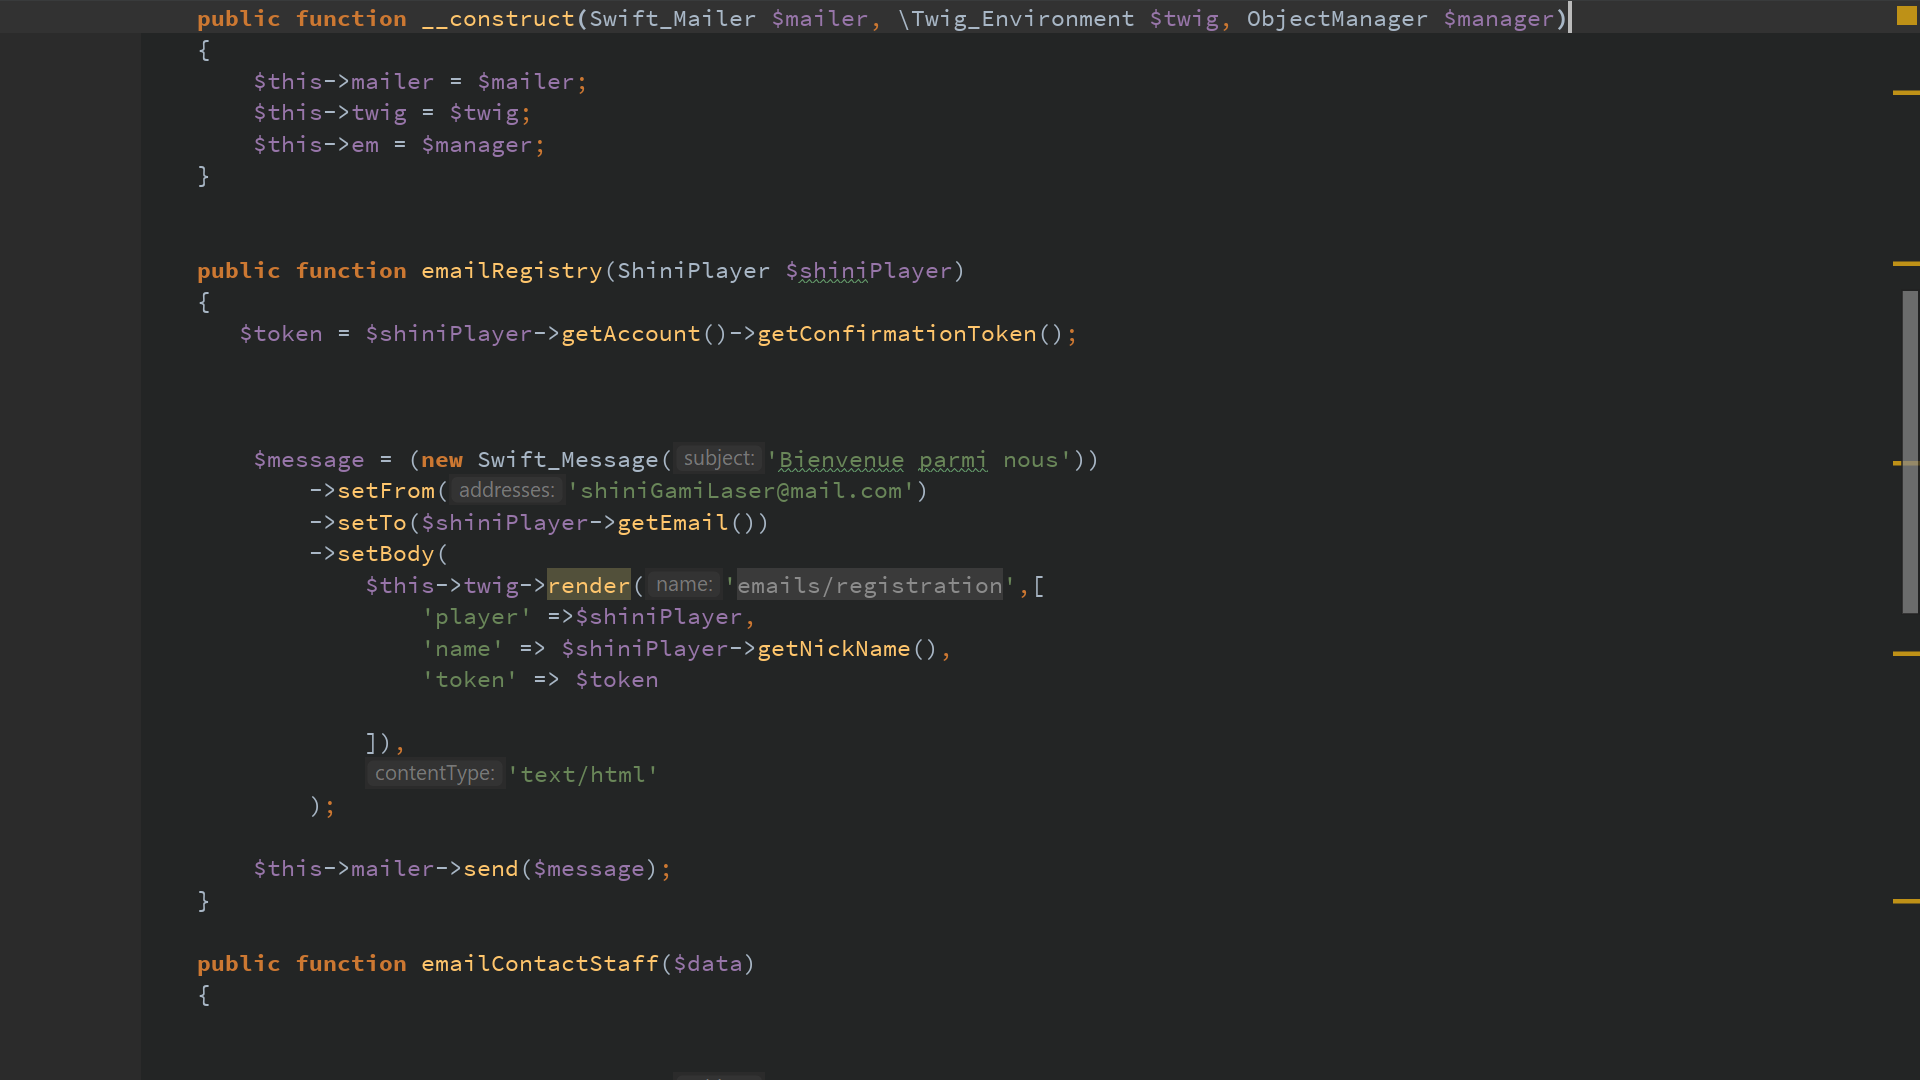 public function __construct(Swift_Mailer $mailer, \Twig_Environment $twig, ObjectManager $manager)
{
$this->mailer = $mailer;
$this->twig = $twig;
$this->em = $manager;
}
public function emailRegistry(ShiniPlayer $shiniPlayer)
{
$token = $shiniPlayer->getAccount()->getConfirmationToken();
$message = (new Swift_Message( subject: 'Bienvenue parmi nous'))
->setFrom( addresses: 'shiniGamiLaser@mail.com')
->setTo($shiniPlayer->getEmail())
->setBody(
$this->twig->render( name: 'emails/registration',[
'player' =>$shiniPlayer,
'name' => $shiniPlayer->getNickName(),
'token' => $token
]),
contentType: 'text/html'
);
$this->mailer->send($message);
}
public function emailContactStaff($data)
{